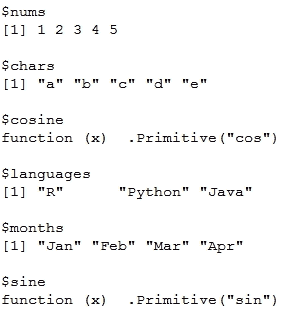 $nums
[1] 1 2 3 4 5
$chars
[1] "a" "b" "c" "d" "e"
$cosine
function (x)  .Primitive("cos")
$languages
[1] "R"      "Python" "Java"
$months
[1] "Jan" "Feb" "Mar" "Apr"
$sine
function (x)  .Primitive("sin")